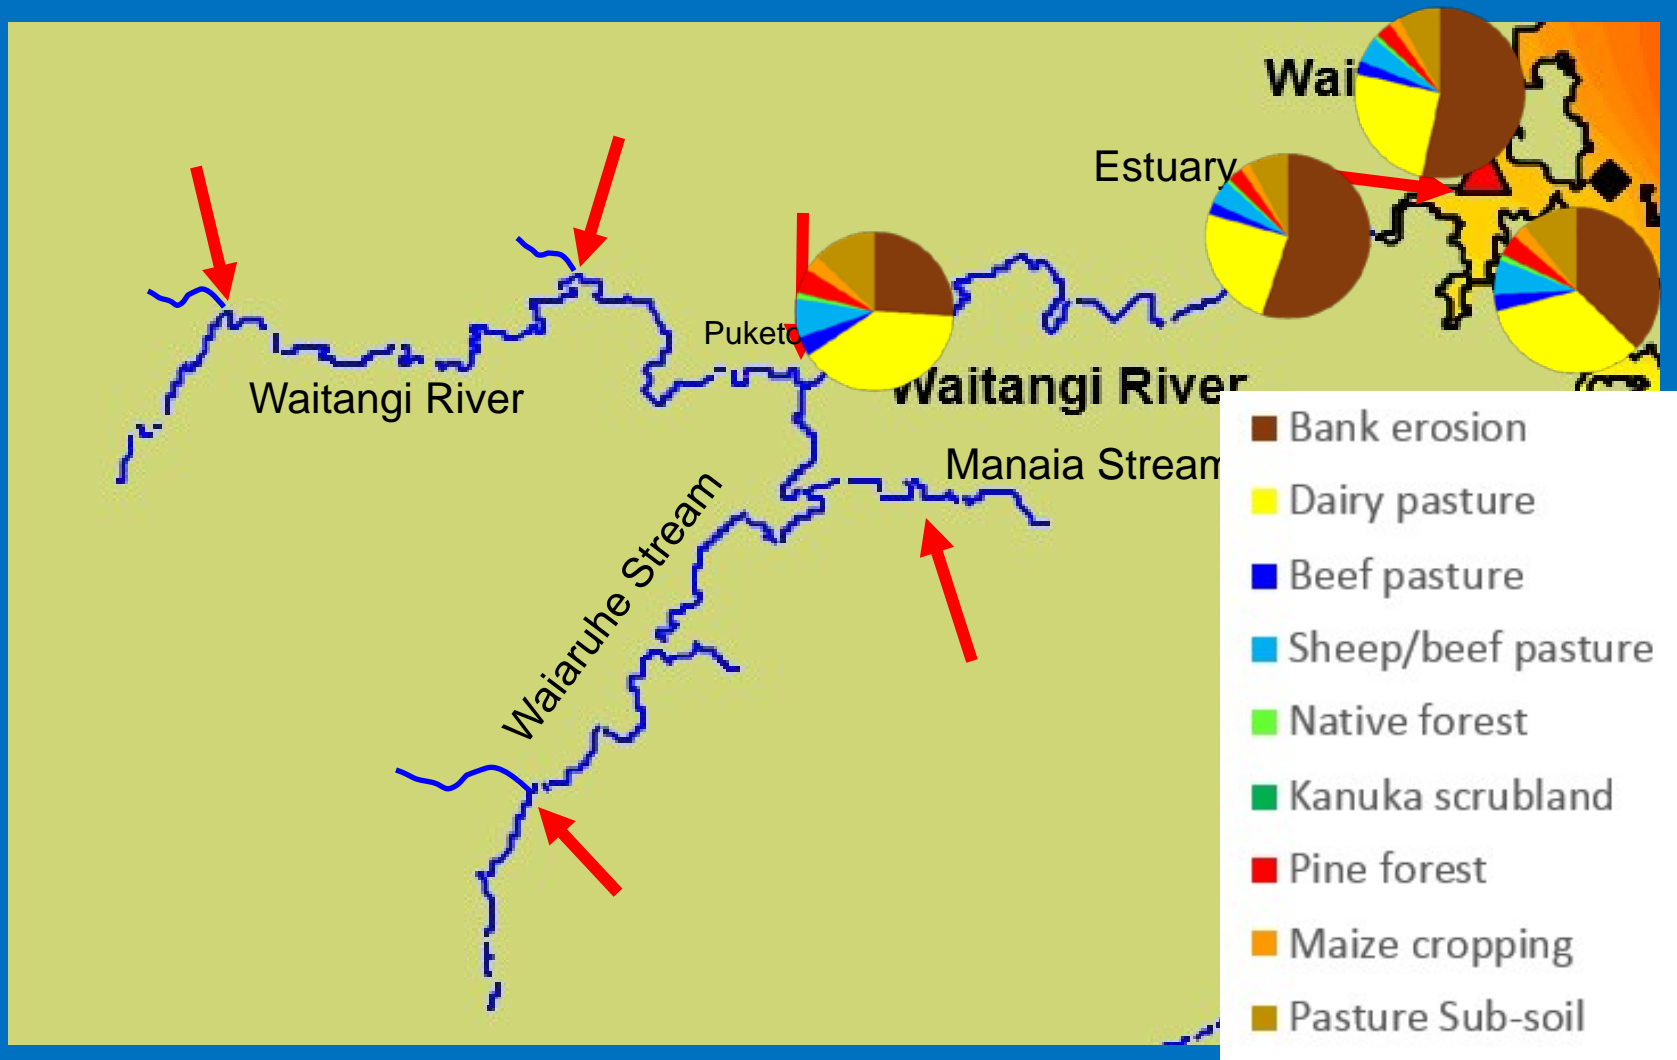 Wai
Estuary
Puketo
Waitangi River
Waitangi River
Manaia Stream
Waiaruhe Stream
Bank erosion
Dairy pasture
Beef pasture
Sheep/beef pasture
Native forest
Kanuka scrubland
Pine forest
Maize cropping
Pasture Sub-soil